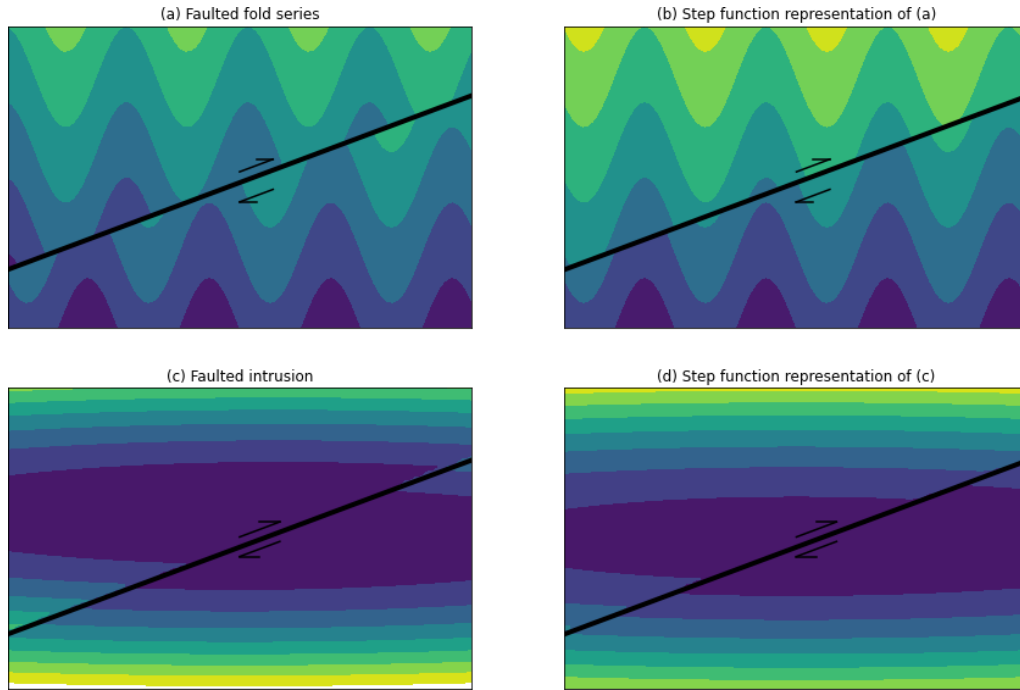 (a) Faulted fold series
(b) Step function representation of (a)
(c) Faulted intrusion
(d) Step function representation of (c)